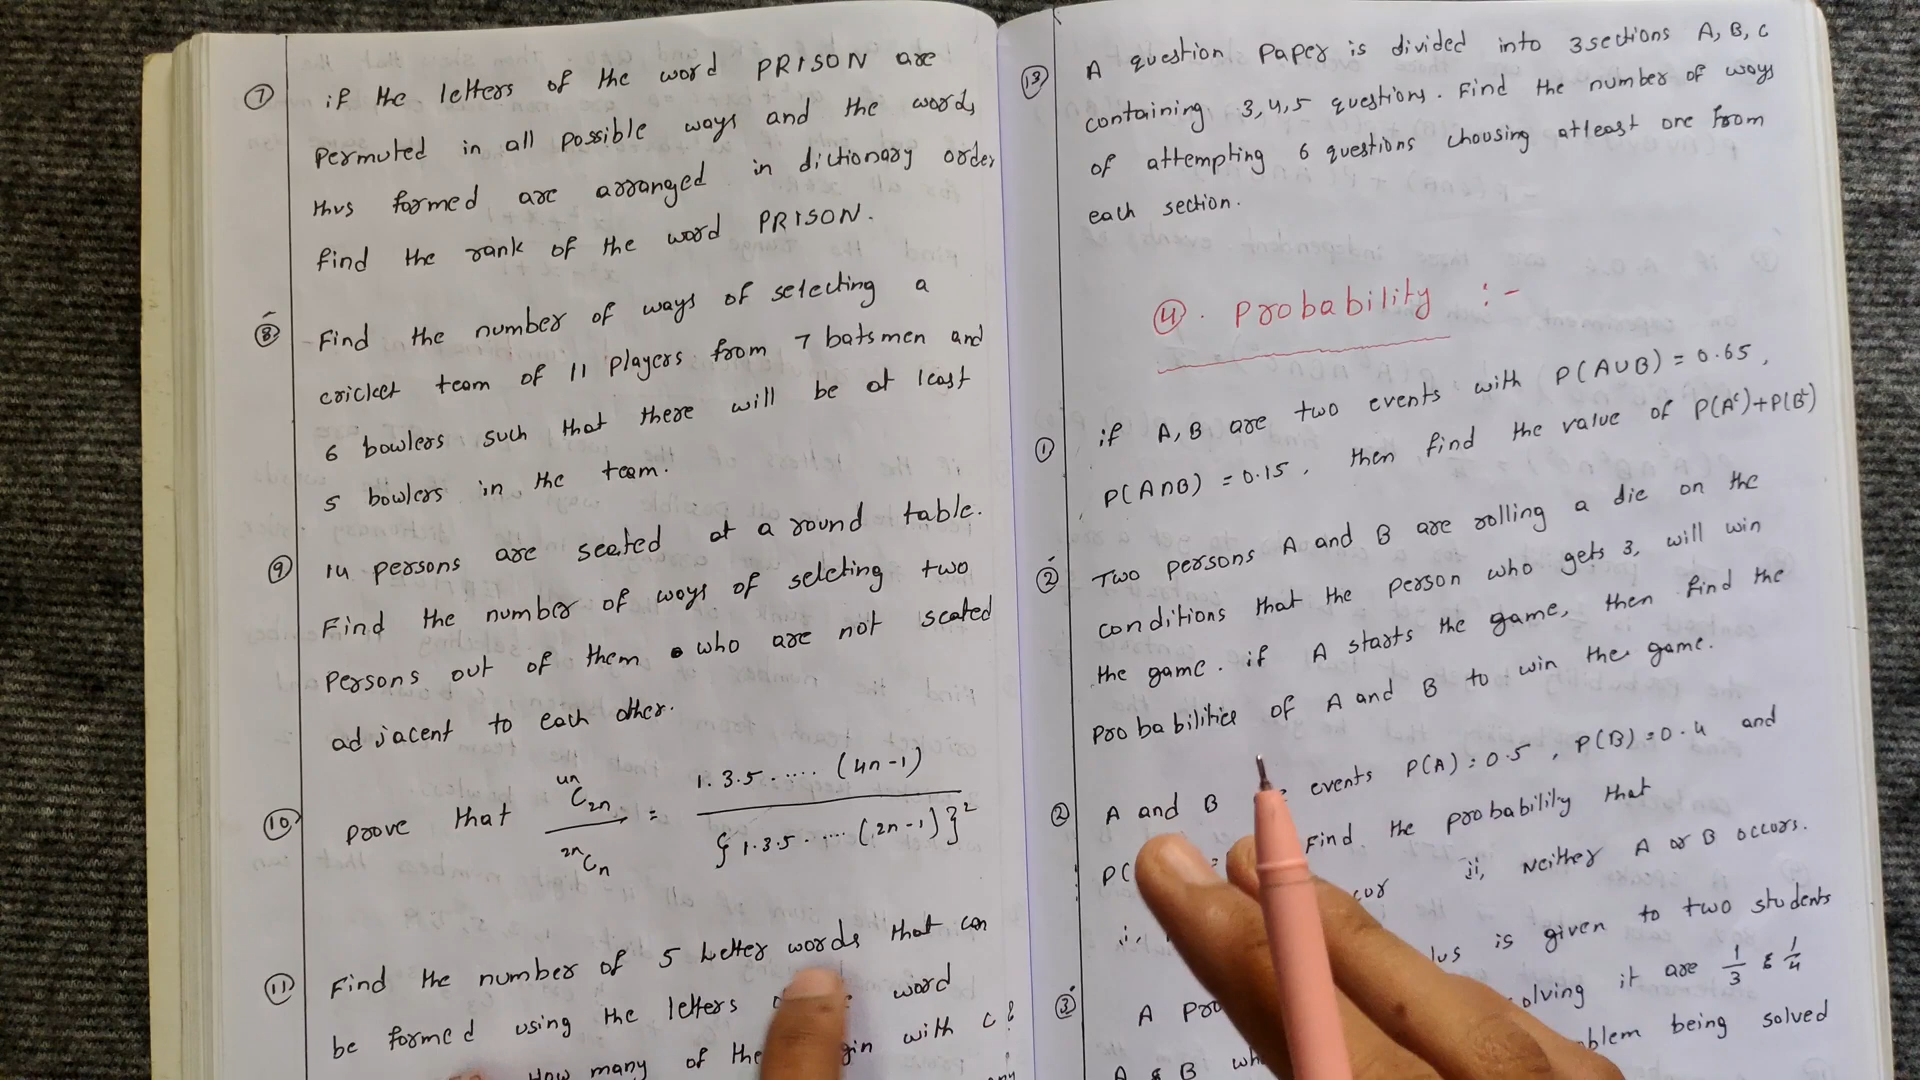 7 if the letters of the word PRISON are
permuted in all possible ways and the words
thus formed are arranged in dictionary order
find the rank of the word PRISON.
8 Find the number of ways of selecting a
cricket team of 11 players from 7 batsmen and
6 bowlers such that there will be at least
5 bowlers in the team.
9 14 persons are seated at a round table.
Find the number of ways of selcting two
persons out of them who are not seated
adjacent to each other.
10 prove that 4nC2n / 2nCn = 1.3.5..... (4n-1) / {1.3.5..... (2n-1)}²
11 Find the number of 5 Letter words that can
be formed using the letters word
How many of the with C?
13 A question paper is divided into 3 sections A, B, C
containing 3,4,5 questions. Find the number of ways
of attempting 6 questions choosing atleast one from
each section.
4. Probability :-
1 if A, B are two events with P(A∪B) = 0.65,
P(A∩B) = 0.15, then find the value of P(Aᶜ)+P(Bᶜ)
2 Two persons A and B are rolling a die on the
conditions that the person who gets 3, will win
the game. if A starts the game, then find the
probabilities of A and B to win the game.
2 A and B events P(A) = 0.5, P(B) = 0.4 and
P( Find the probability that
i, ii, Neither A or B occurs.
is given to two students
3 A it are 1/3 & 1/4
A & B being solved